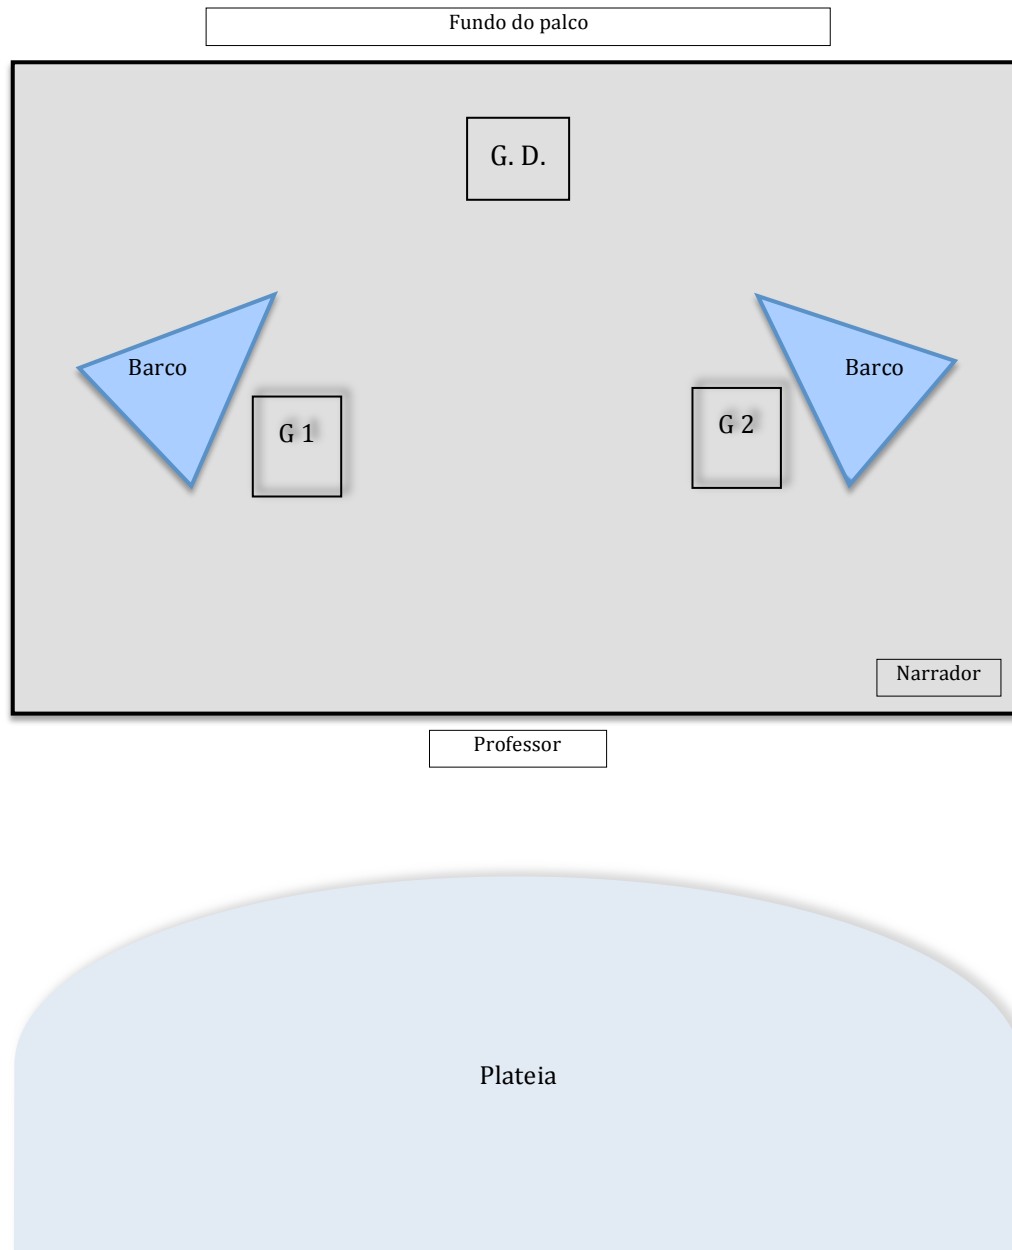 Fundo do palco
G. D.
Barco
Barco
G 1
G 2
Narrador
Professor
Plateia